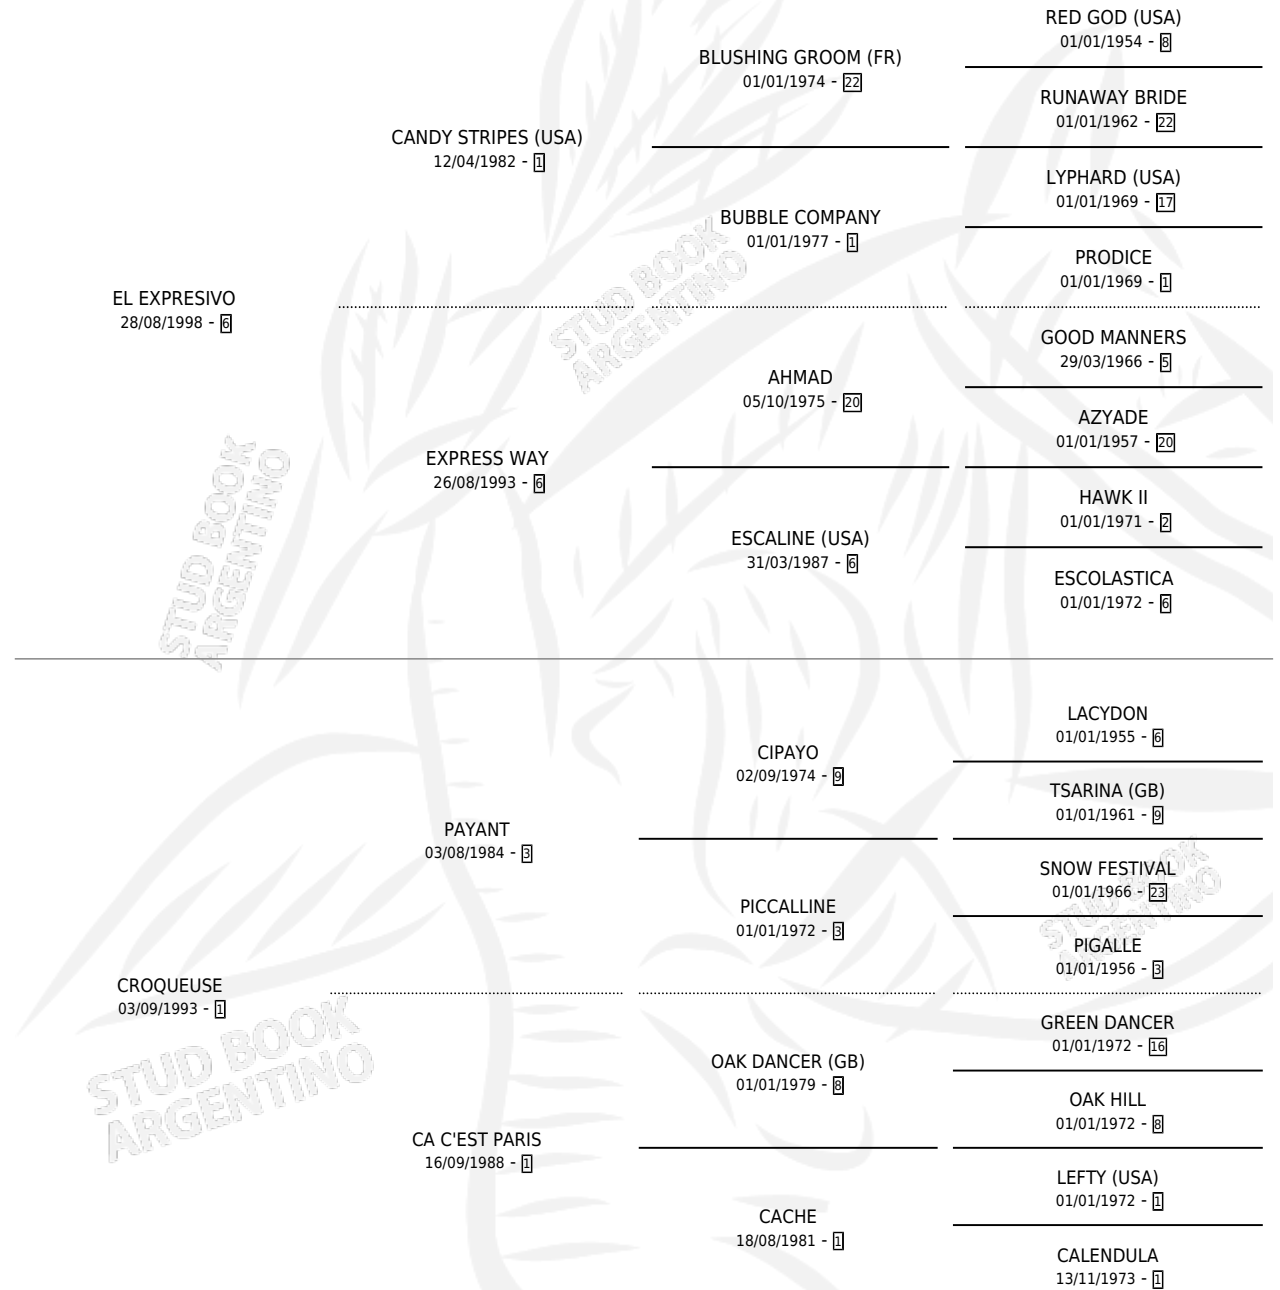 RED GOD (USA)
01/01/1954 - 8
BLUSHING GROOM (FR)
01/01/1974 - 22
RUNAWAY BRIDE
01/01/1962 - 22
CANDY STRIPES (USA)
12/04/1982 - 1
LYPHARD (USA)
01/01/1969 - 17
BUBBLE COMPANY
01/01/1977 - 1
PRODICE
01/01/1969 - 1
EL EXPRESIVO
28/08/1998 - 6
STUD BOOK
ARGENTINO
GOOD MANNERS
29/03/1966 - 5
AHMAD
05/10/1975 - 20
AZYADE
01/01/1957 - 20
EXPRESS WAY
26/08/1993 - 6
HAWK II
01/01/1971 - 2
ESCALINE (USA)
31/03/1987 - 6
ESCOLASTICA
01/01/1972 - 6
STUD BOOK
ARGENTINO
LACYDON
01/01/1955 - 6
CIPAYO
02/09/1974 - 9
TSARINA (GB)
01/01/1961 - 9
PAYANT
03/08/1984 - 3
SNOW FESTIVAL
01/01/1966 - 23
PICCALLINE
01/01/1972 - 3
PIGALLE
01/01/1956 - 3
STUD BOOK
ARGENTINO
CROQUEUSE
03/09/1993 - 1
GREEN DANCER
01/01/1972 - 16
OAK DANCER (GB)
01/01/1979 - 8
OAK HILL
01/01/1972 - 8
STUD BOOK
ARGENTINO
CA C'EST PARIS
16/09/1988 - 1
LEFTY (USA)
01/01/1972 - 1
CACHE
18/08/1981 - 1
CALENDULA
13/11/1973 - 1